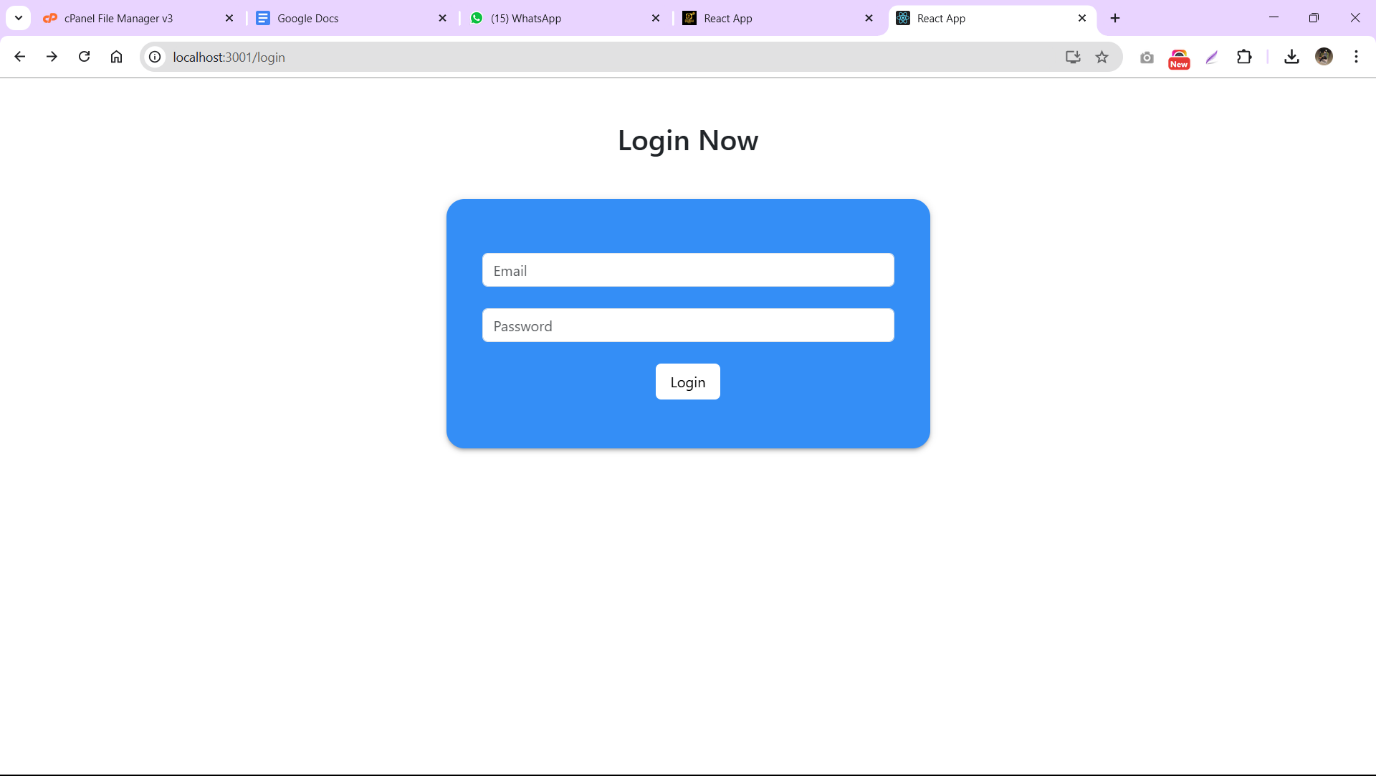 cPanel File Manager v3
Google Docs
(15) WhatsApp
React App
React App
localhost:3001/login
New
Login Now
Email
Password
Login